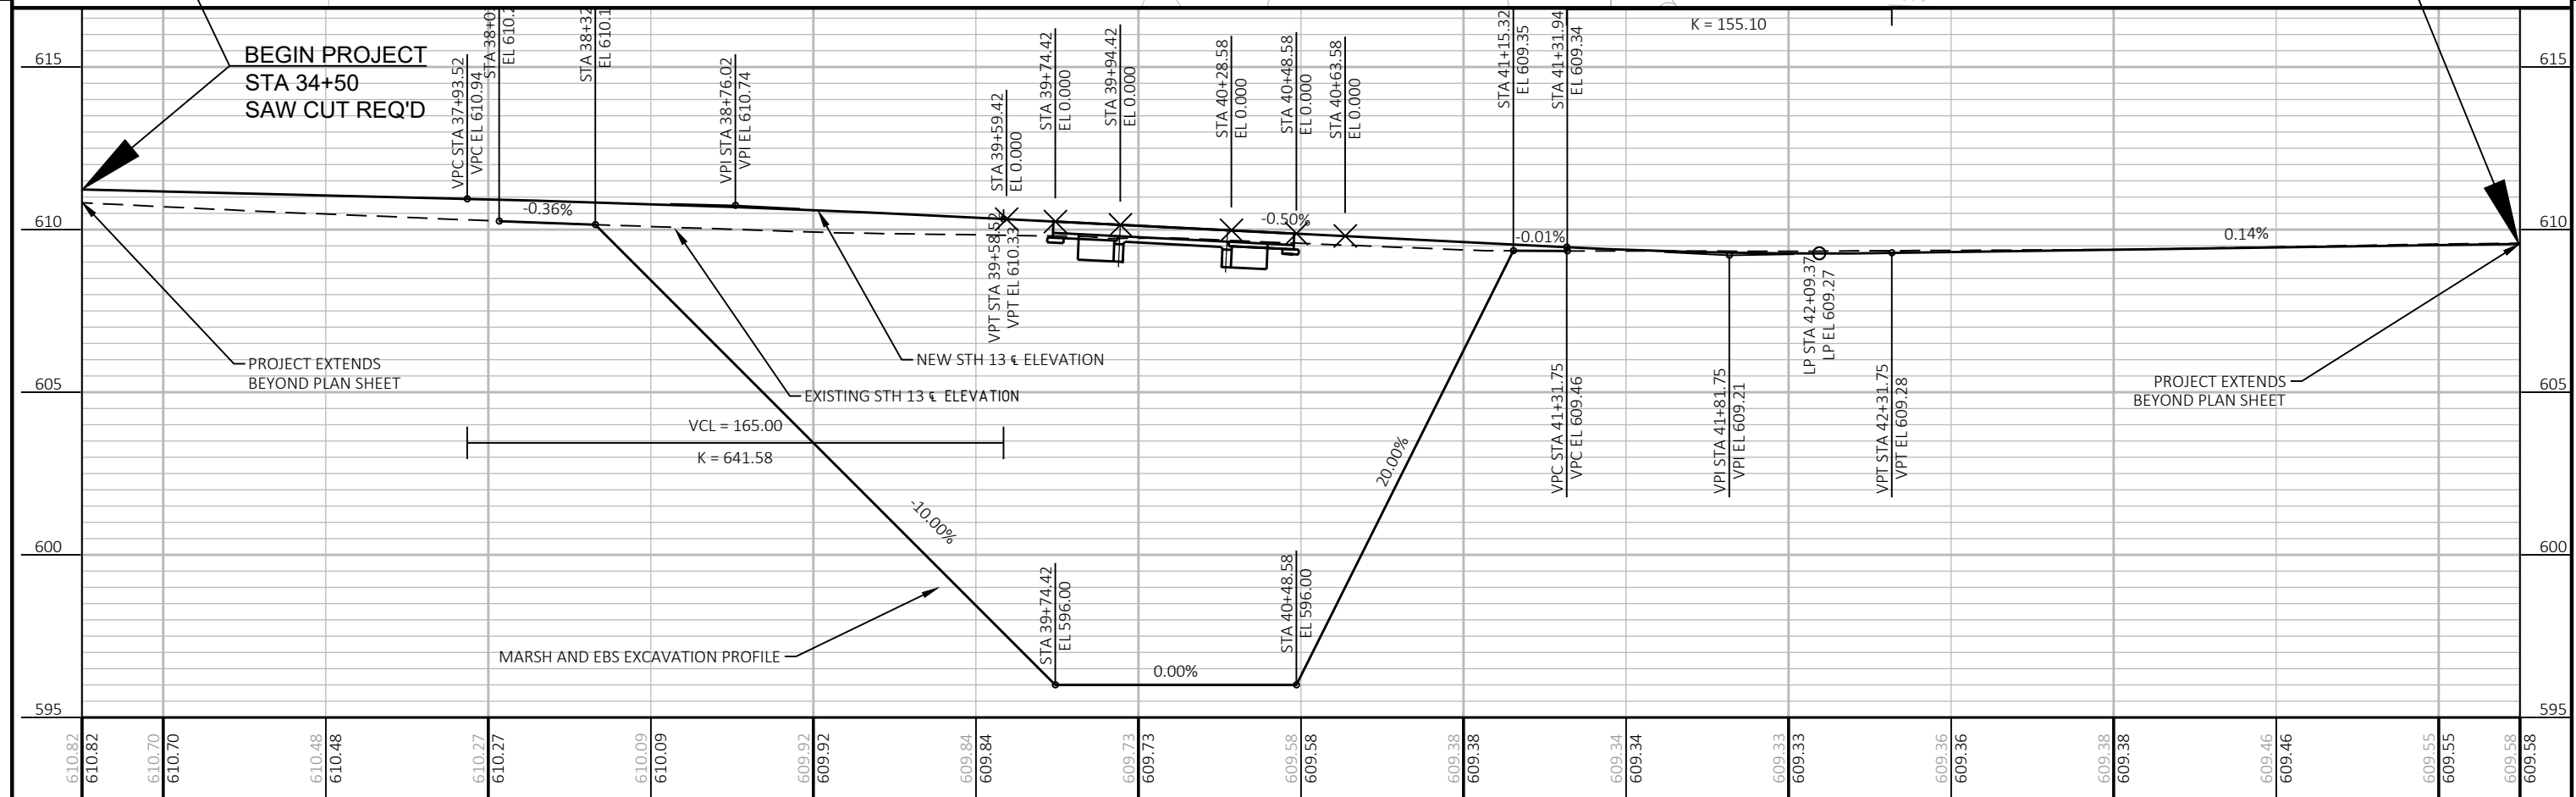 K = 155.10
615
615
BEGIN PROJECT
STA 34+50
SAW CUT REQ'D
VPC STA 37+93.52
VPC EL 610.94
VPI STA 38+76.02
VPI EL 610.74
STA 39+59.42
EL 0.000
STA 39+74.42
EL 0.000
STA 39+94.42
EL 0.000
STA 40+28.58
EL 0.000
STA 40+48.58
EL 0.000
STA 40+63.58
EL 0.000
STA 41+15.32
EL 609.35
STA 41+31.94
EL 609.34
610
610
-0.36%
-0.50%
-0.01%
0.14%
VPT STA 39+58.52
VPT EL 610.33
LP STA 42+09.37
LP EL 609.27
PROJECT EXTENDS
BEYOND PLAN SHEET
NEW STH 13 ℄ ELEVATION
EXISTING STH 13 ℄ ELEVATION
PROJECT EXTENDS
BEYOND PLAN SHEET
605
605
VPC STA 41+31.75
VPC EL 609.46
VPI STA 41+81.75
VPI EL 609.21
VPT STA 42+31.75
VPT EL 609.28
VCL = 165.00
K = 641.58
20.00%
-10.00%
600
600
STA 39+74.42
EL 596.00
STA 40+48.58
EL 596.00
MARSH AND EBS EXCAVATION PROFILE
0.00%
595
595
610.82
610.82
610.70
610.70
610.48
610.48
610.27
610.27
610.09
610.09
609.92
609.92
609.84
609.84
609.73
609.73
609.58
609.58
609.38
609.38
609.34
609.34
609.33
609.33
609.36
609.36
609.38
609.38
609.46
609.46
609.55
609.55
609.58
609.58